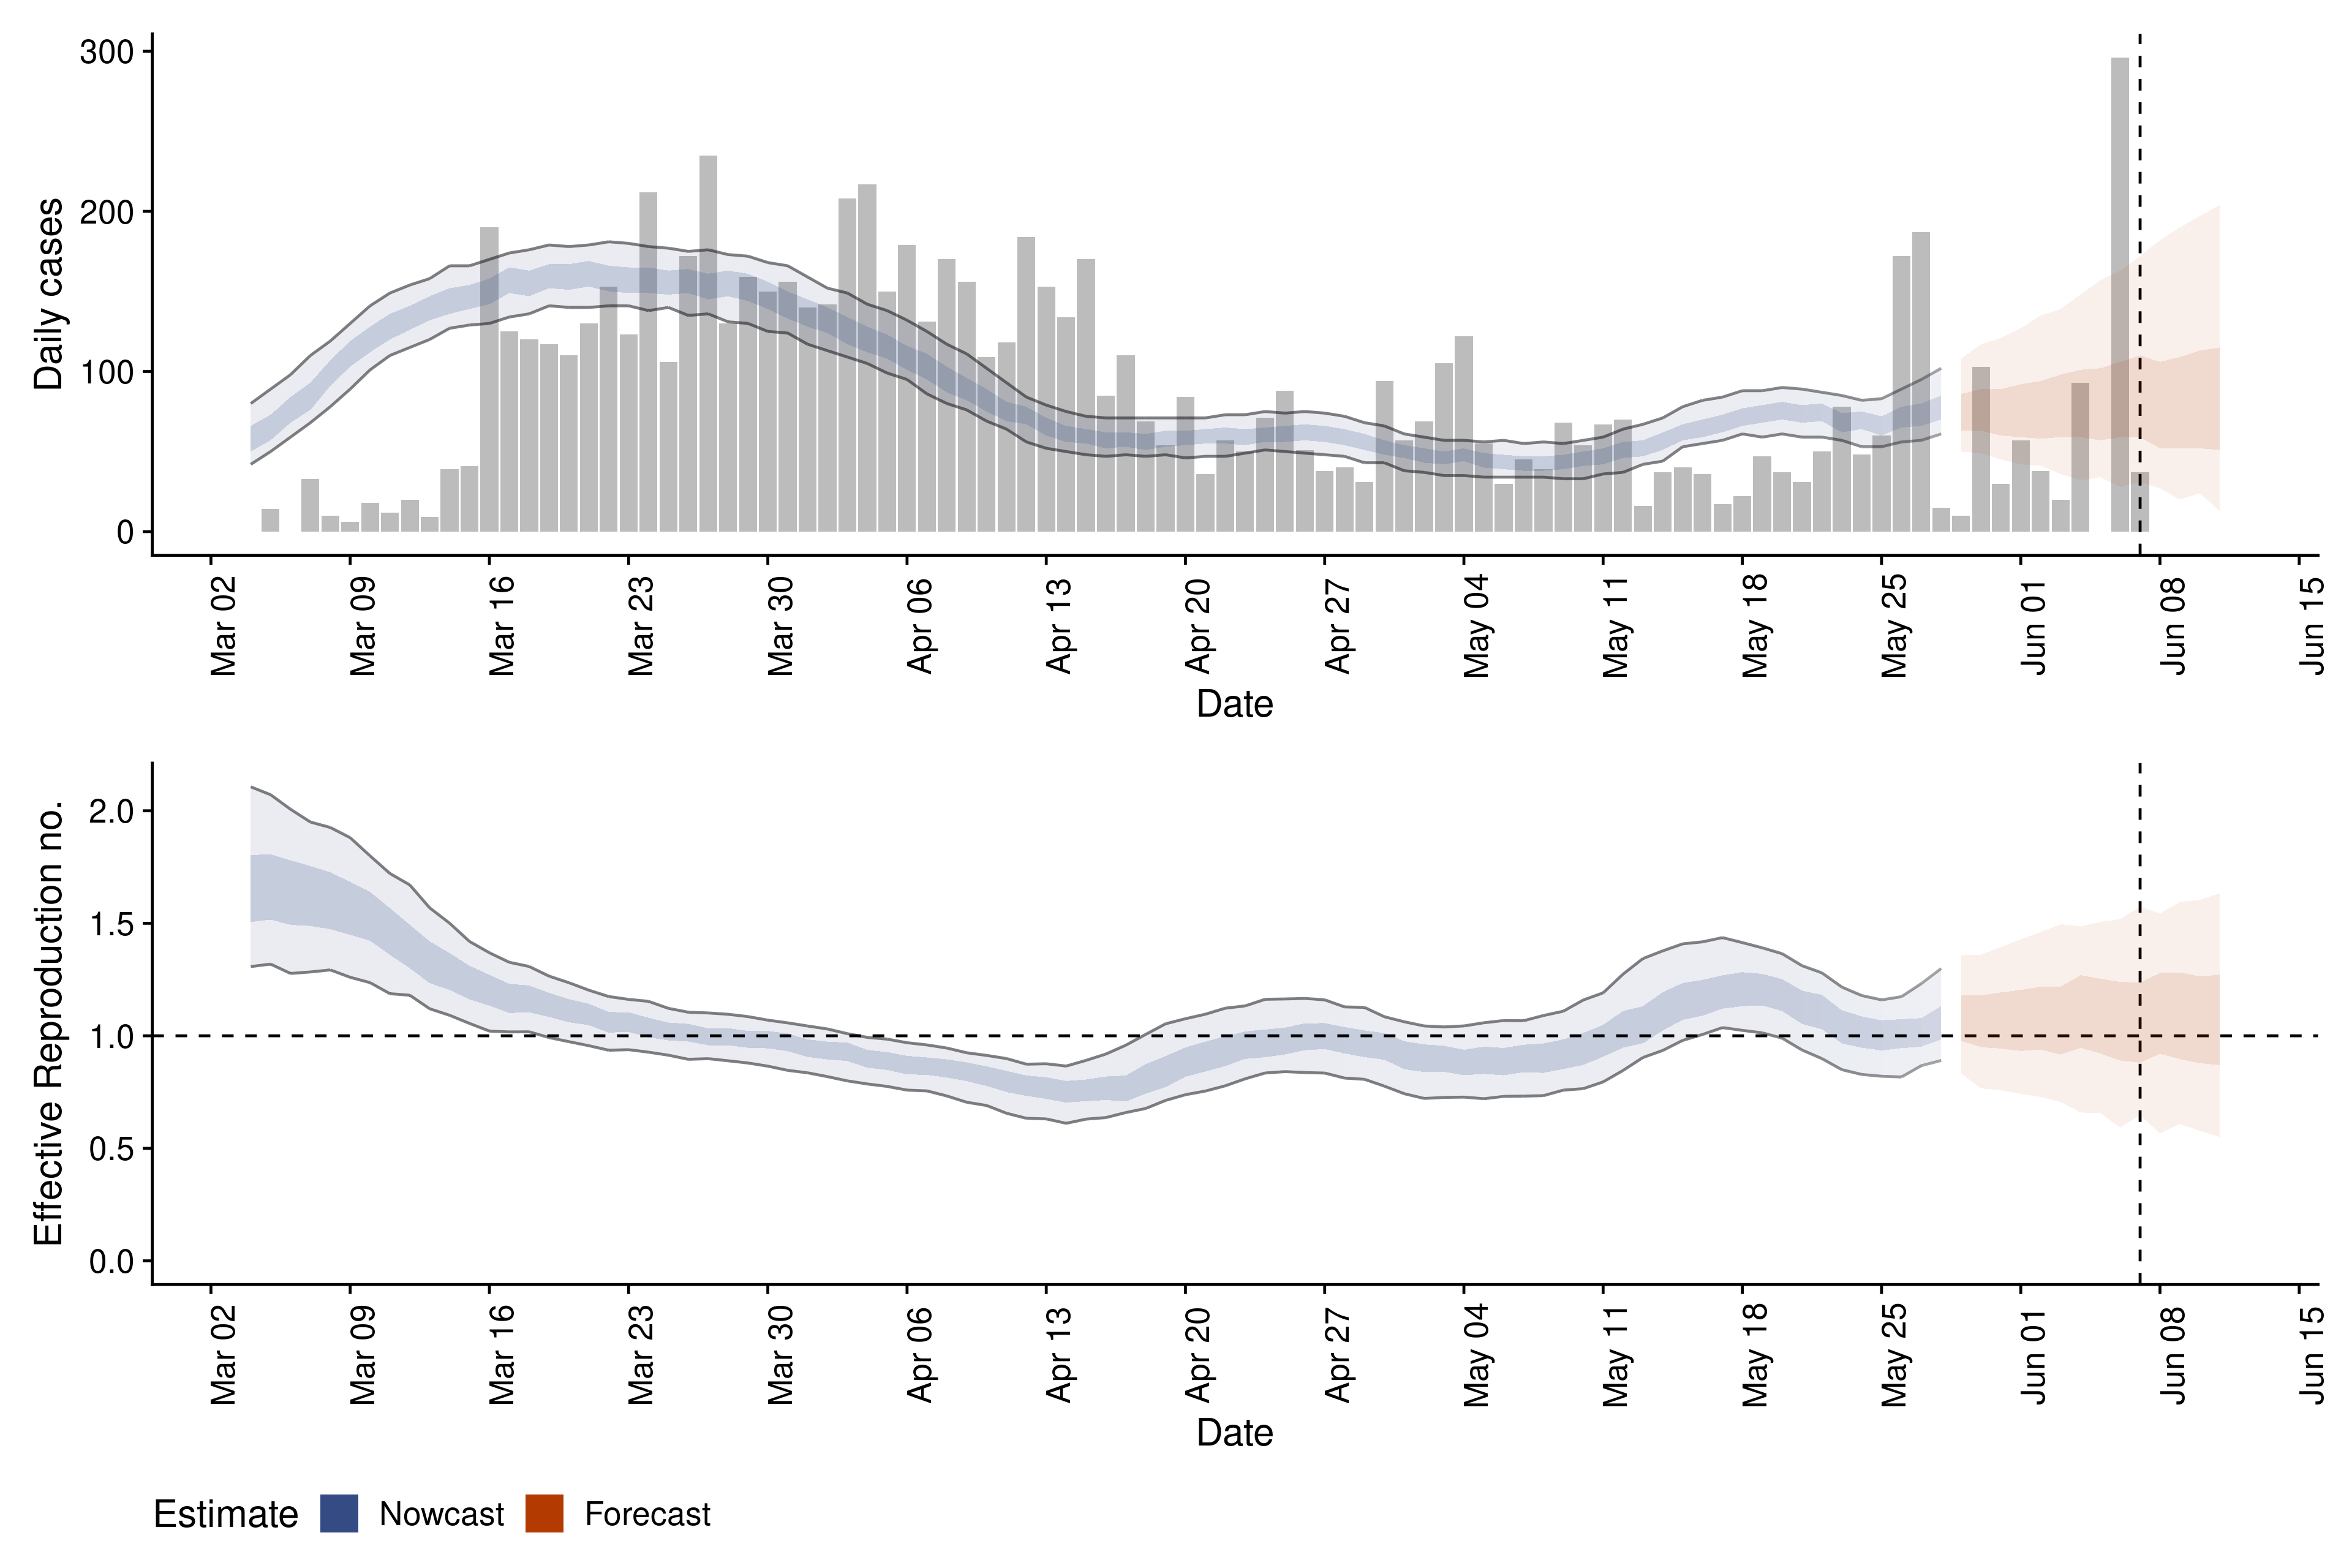 300
200
100
0
Daily cases
Mar 02
Mar 09
Mar 16
Mar 23
Mar 30
Apr 06
Apr 13
Apr 20
Apr 27
May 04
May 11
May 18
May 25
Jun 01
Jun 08
Jun 15
Date
2.0
1.5
1.0
0.5
0.0
Effective Reproduction no.
Mar 02
Mar 09
Mar 16
Mar 23
Mar 30
Apr 06
Apr 13
Apr 20
Apr 27
May 04
May 11
May 18
May 25
Jun 01
Jun 08
Jun 15
Date
Estimate Nowcast Forecast